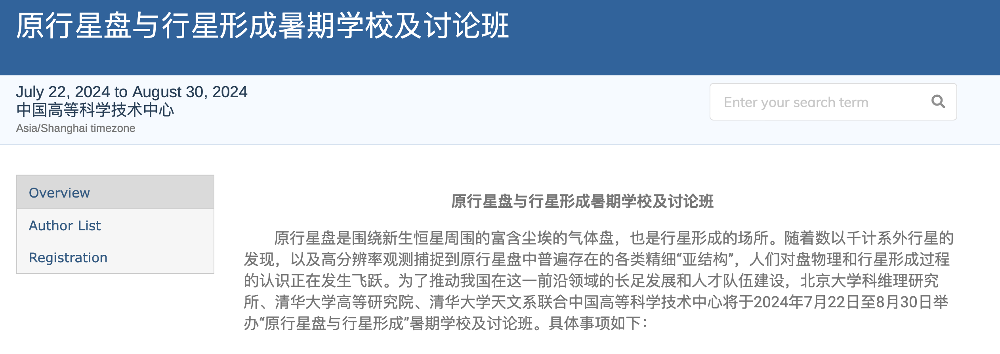 原行星盘与行星形成暑期学校及讨论班
July 22, 2024 to August 30, 2024
中国高等科学技术中心
Asia/Shanghai timezone
Enter your search term
Overview
Author List
Registration
原行星盘与行星形成暑期学校及讨论班
原行星盘是围绕新生恒星周围的富含尘埃的气体盘，也是行星形成的场所。随着数以千计系外行星的
发现，以及高分辨率观测捕捉到原行星盘中普遍存在的各类精细“亚结构”，人们对盘物理和行星形成过程
的认识正在发生飞跃。为了推动我国在这一前沿领域的长足发展和人才队伍建设，北京大学科维理研究
所、清华大学高等研究院、清华大学天文系联合中国高等科学技术中心将于2024年7月22日至8月30日举
办“原行星盘与行星形成”暑期学校及讨论班。具体事项如下：